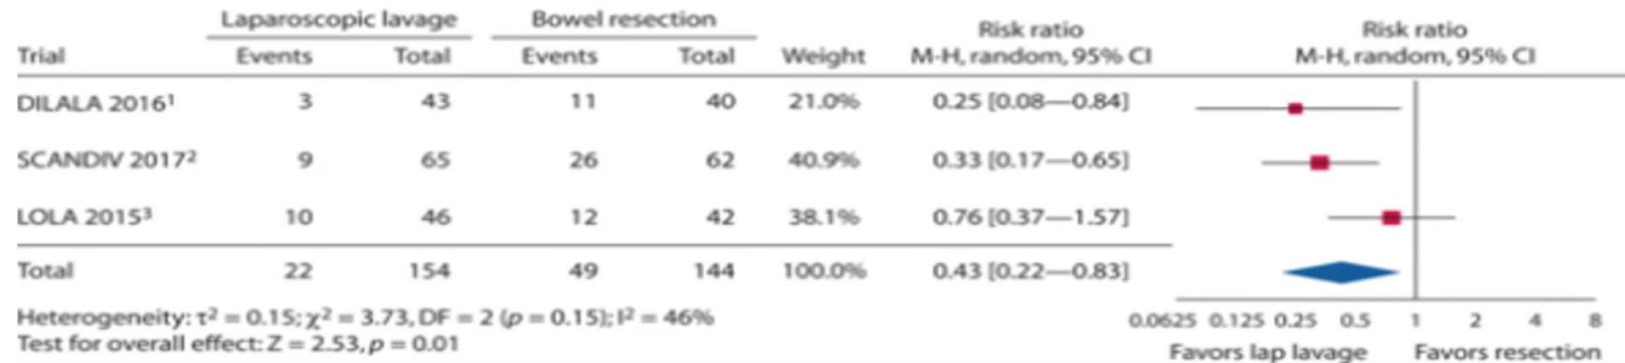 Laparoscopic lavage Bowel resection Risk ratio Risk ratio
Trial Events Total Events Total Weight M-H, random, 95% CI M-H, random, 95% CI
DILALA 2016¹ 3 43 11 40 21.0% 0.25 [0.08—0.84]
SCANDIV 2017² 9 65 26 62 40.9% 0.33 [0.17—0.65]
LOLA 2015³ 10 46 12 42 38.1% 0.76 [0.37—1.57]
Total 22 154 49 144 100.0% 0.43 [0.22—0.83]
Heterogeneity: τ² = 0.15; χ² = 3.73, DF = 2 (p = 0.15); I² = 46%
Test for overall effect: Z = 2.53, p = 0.01
0.0625 0.125 0.25 0.5 1 2 4 8
Favors lap lavage Favors resection